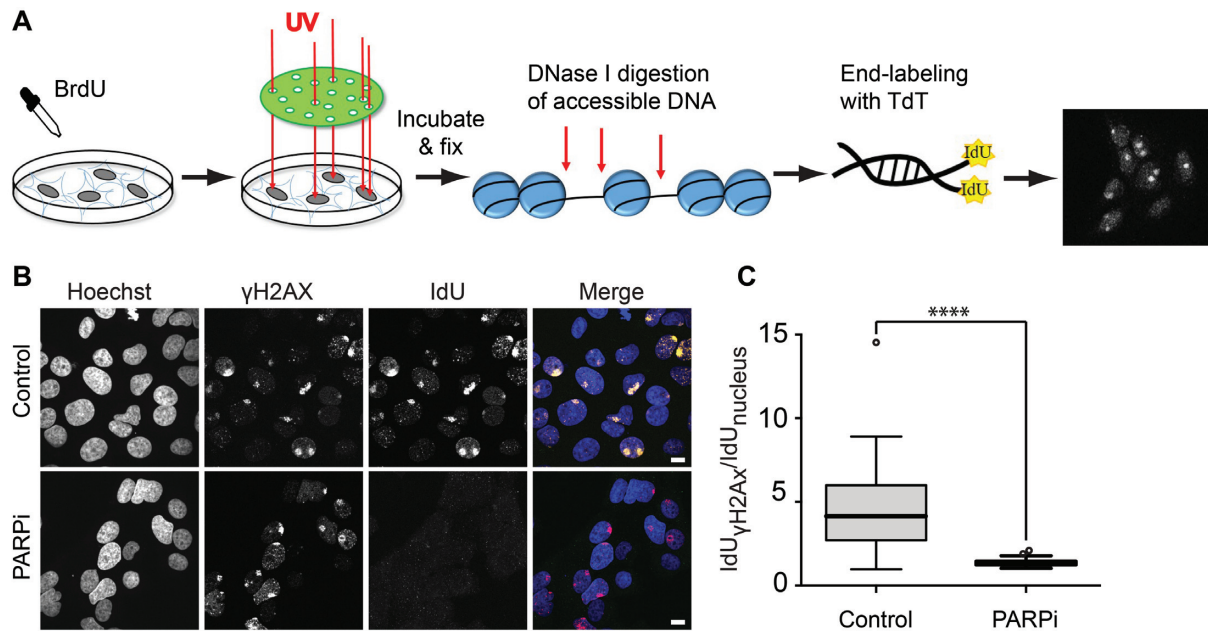 A
UV
BrdU
Incubate
& fix
DNase I digestion
of accessible DNA
End-labeling
with TdT
IdU
IdU
B
Hoechst
γH2AX
IdU
Merge
Control
PARPi
C
****
15
10
5
0
IdUγH2Ax/IdUnucleus
Control
PARPi